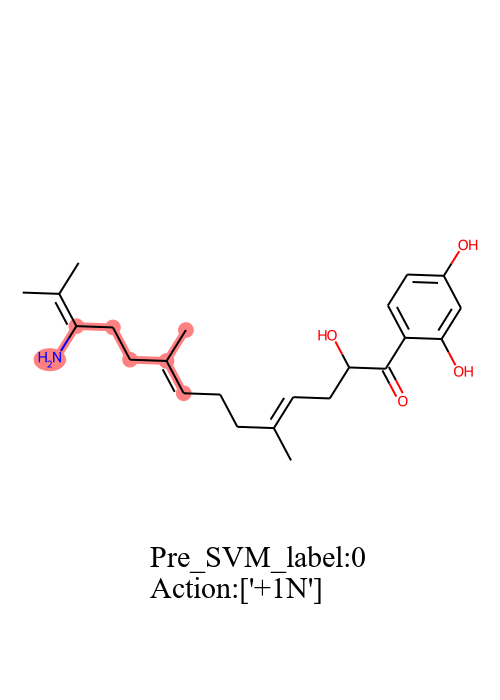 OH
HO
H2N
OH
O
Pre_SVM_label:0
Action:['+1N']